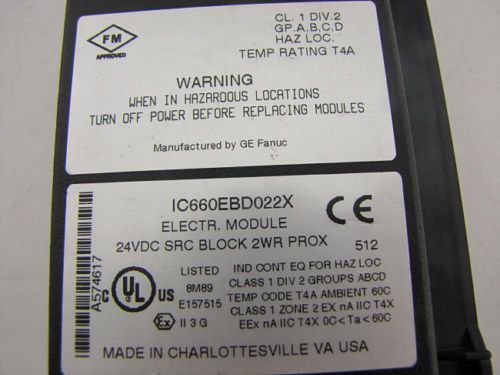 FM
APPROVED
CL. 1 DIV.2
GP.A,B,C,D
HAZ LOC.
TEMP RATING T4A
WARNING
WHEN IN HAZARDOUS LOCATIONS
TURN OFF POWER BEFORE REPLACING MODULES
Manufactured by GE Fanuc
IC660EBD022X
CE
ELECTR. MODULE
24VDC SRC BLOCK 2WR PROX
512
A574617
C UL US
LISTED
8M89
E157515
Ex II 3 G
IND CONT EQ FOR HAZ LOC
CLASS 1 DIV 2 GROUPS ABCD
TEMP CODE T4A AMBIENT 60C
CLASS 1 ZONE 2 EX nA IIC T4X
EEx nA IIC T4X 0C<Ta<60C
MADE IN CHARLOTTESVILLE VA USA